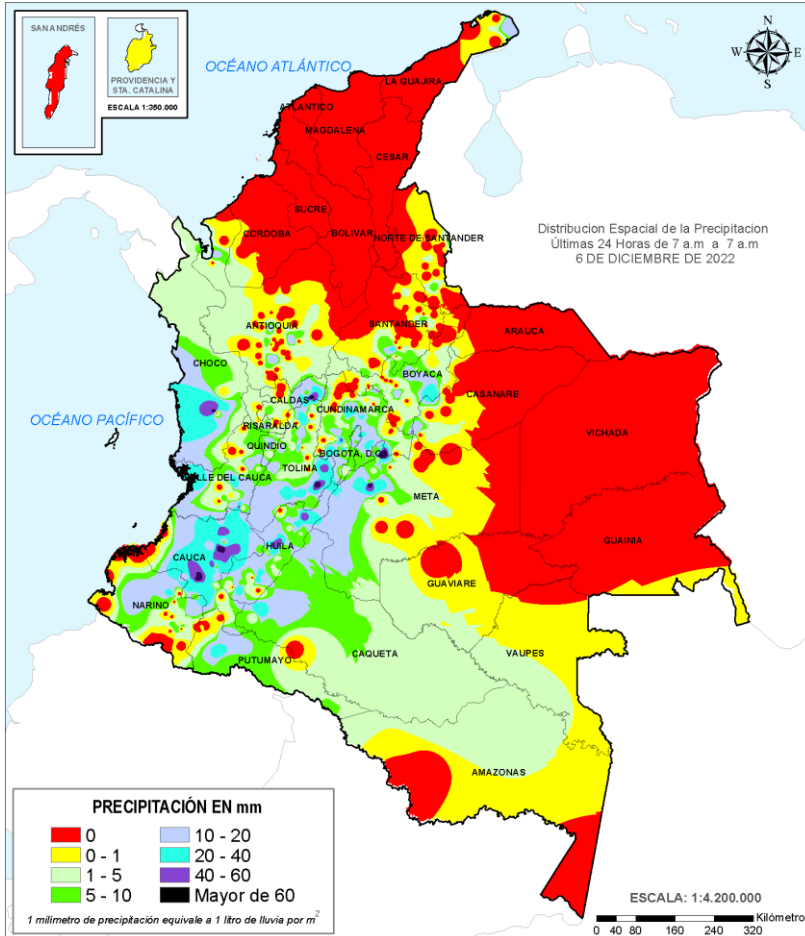 SAN ANDRÉS
PROVIDENCIA Y
STA. CATALINA
ESCALA 1:350.000
OCÉANO ATLÁNTICO
N
W
E
S
LA GUAJIRA
ATLANTICO
MAGDALENA
CESAR
SUCRE
CORDOBA
BOLIVAR
NORTE DE SANTANDER
Distribucion Espacial de la Precipitacion
Últimas 24 Horas de 7 a.m a 7 a.m
6 DE DICIEMBRE DE 2022
ANTIOQUIA
SANTANDER
ARAUCA
CHOCO
BOYACA
CASANARE
CALDAS
CUNDINAMARCA
OCÉANO PACÍFICO
RISARALDA
VICHADA
QUINDIO
BOGOTA, D.C
TOLIMA
VALLE DEL CAUCA
META
GUAINIA
CAUCA
HUILA
GUAVIARE
NARINO
VAUPES
CAQUETA
PUTUMAYO
AMAZONAS
PRECIPITACIÓN EN mm
0
10 - 20
0 - 1
20 - 40
1 - 5
40 - 60
5 - 10
Mayor de 60
1 milimetro de precipitación equivale a 1 litro de lluvia por m2
ESCALA: 1:4.200.000
Kilómetro
0 40 80 160 240 320